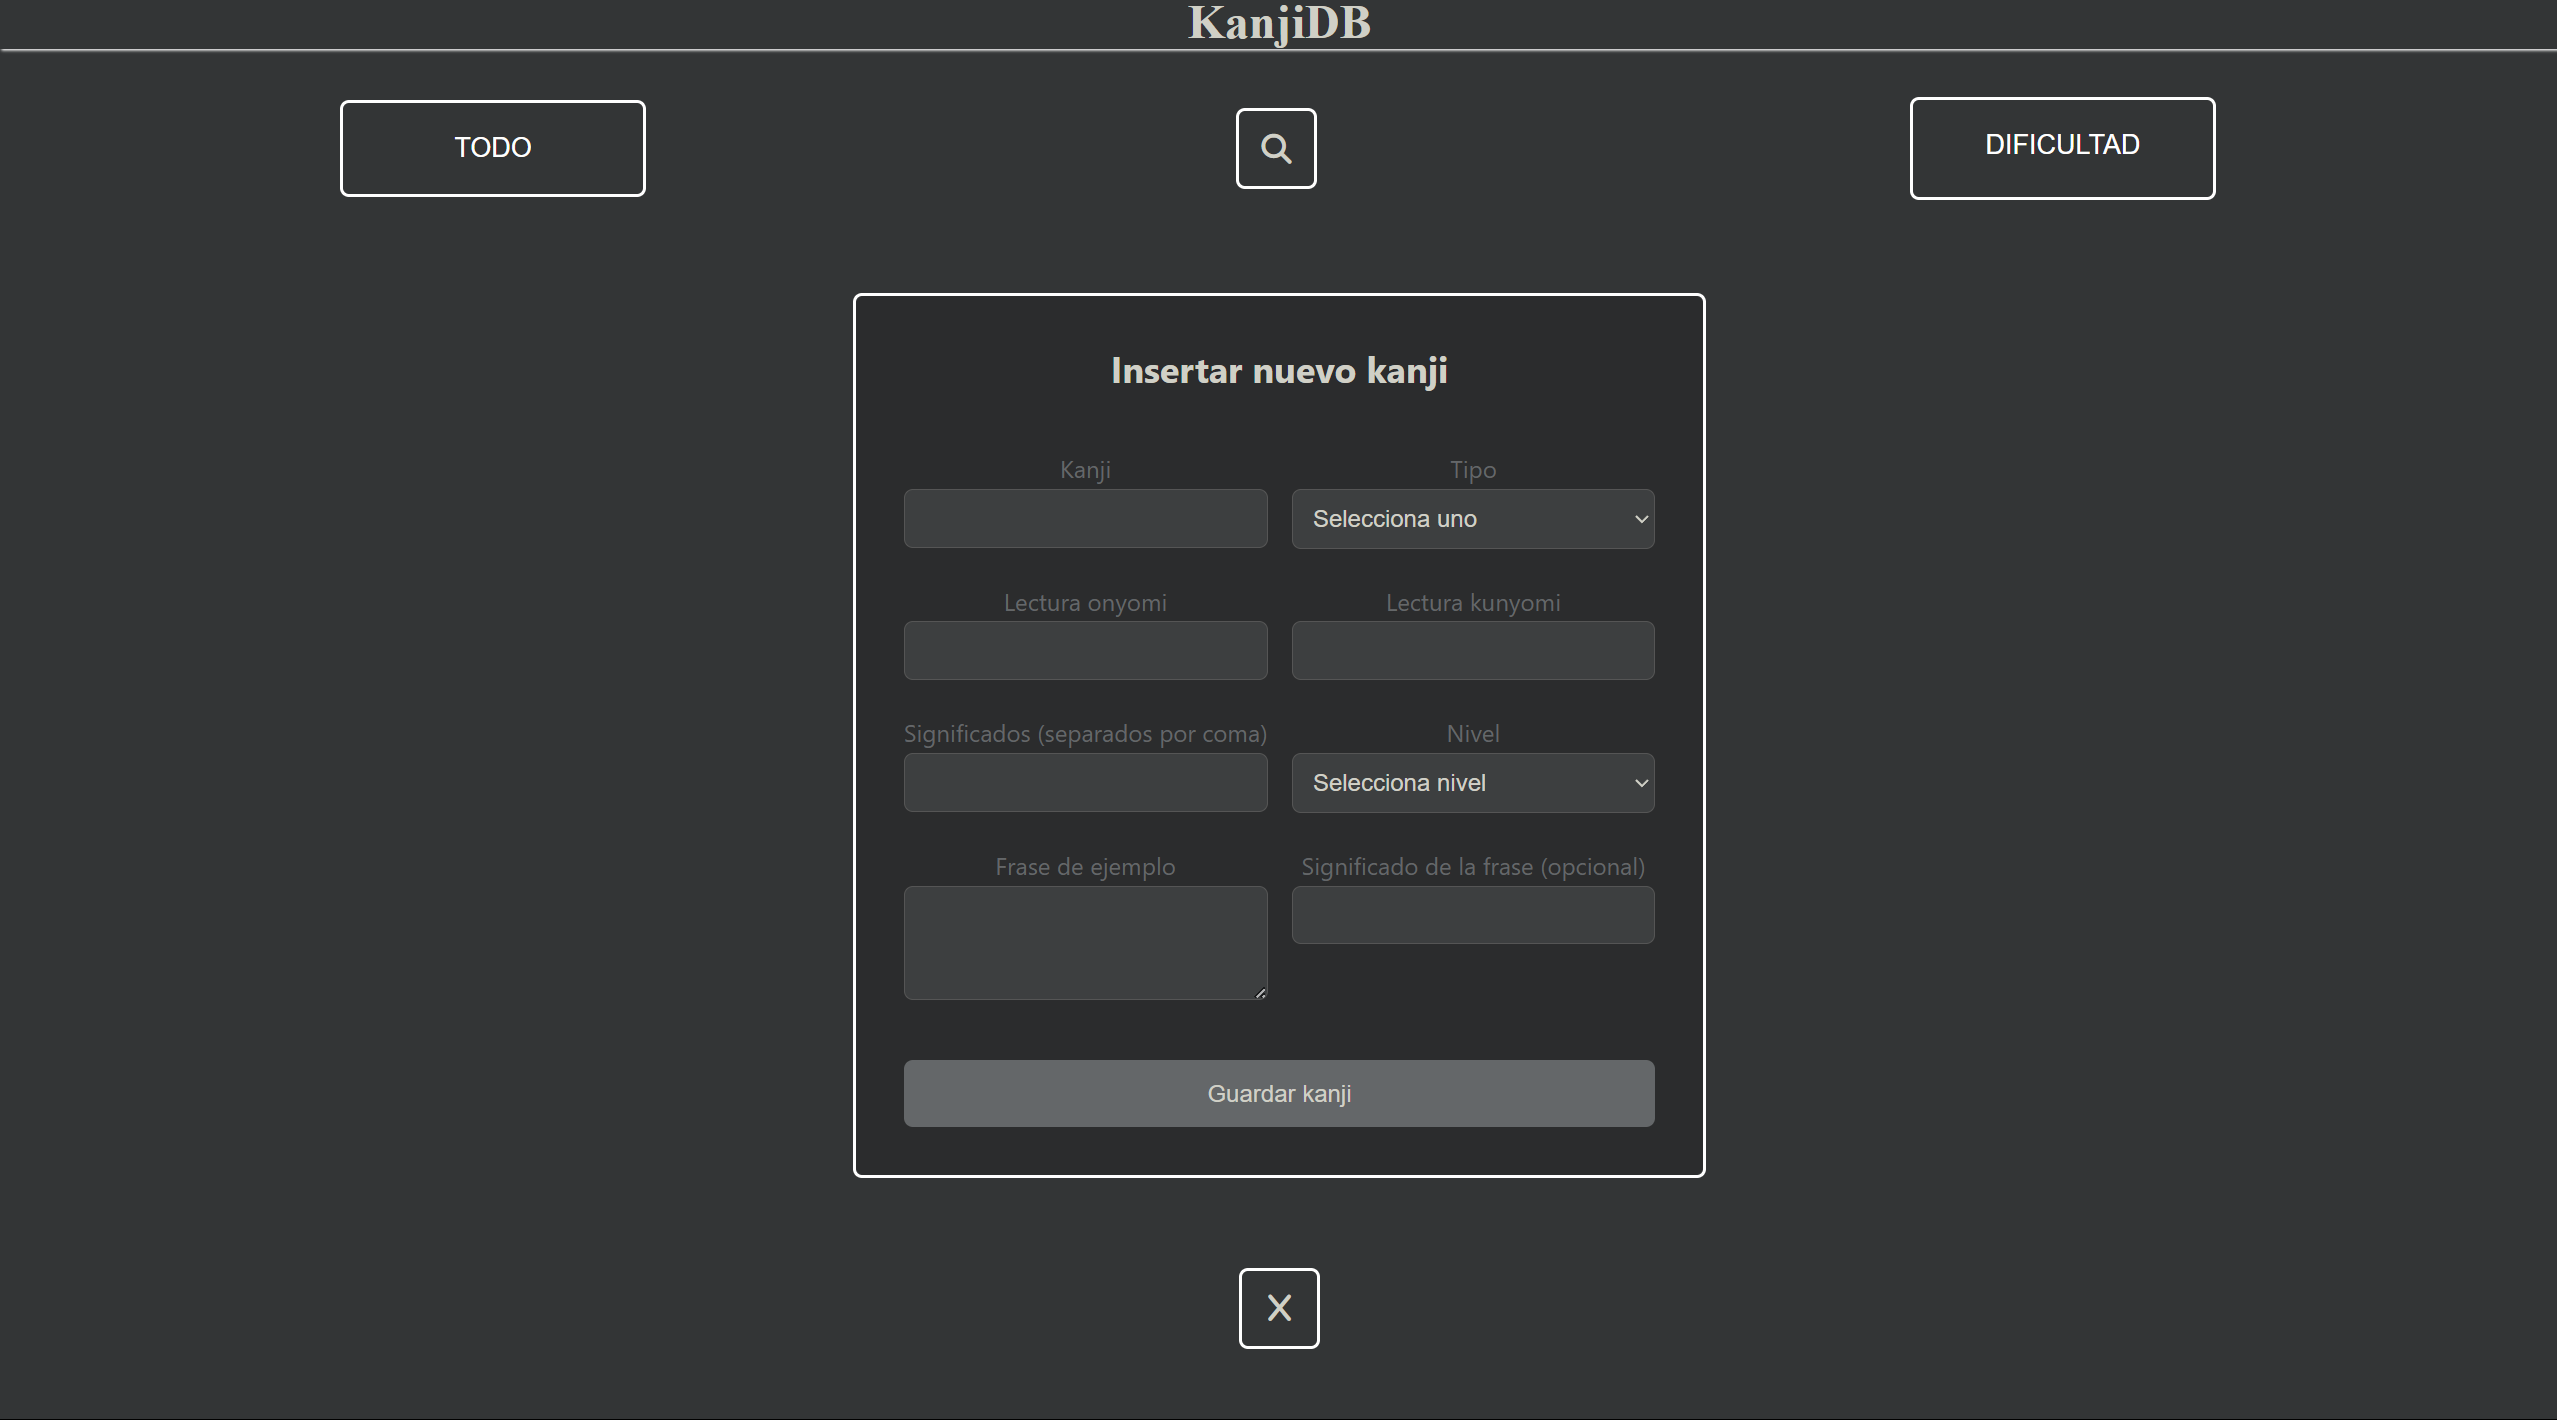 KanjiDB
TODO
DIFICULTAD
Insertar nuevo kanji
Kanji
Tipo
Selecciona uno
Lectura onyomi
Lectura kunyomi
Significados (separados por coma)
Nivel
Selecciona nivel
Frase de ejemplo
Significado de la frase (opcional)
Guardar kanji
X